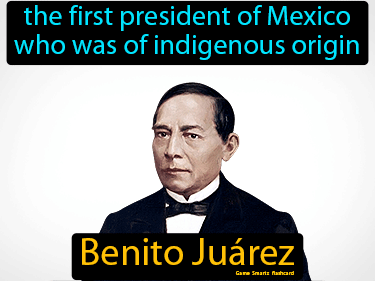 the first president of Mexico
who was of indigenous origin
Benito Juárez
Game Smartz flashcard